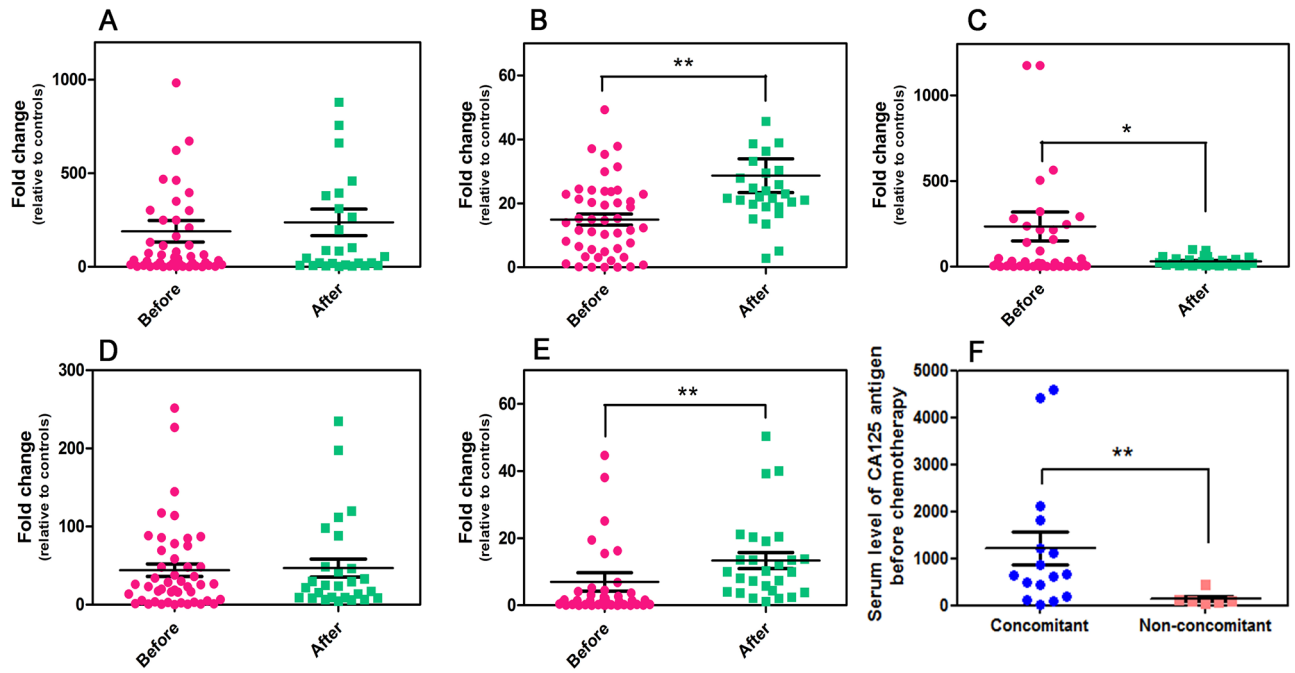 A
Fold change
(relative to controls)
1000
500
0
Before
After
B
Fold change
(relative to controls)
60
40
20
0
**
Before
After
C
Fold change
(relative to controls)
1000
500
0
*
Before
After
D
Fold change
(relative to controls)
300
200
100
0
Before
After
E
Fold change
(relative to controls)
60
40
20
0
**
Before
After
F
Serum level of CA125 antigen
before chemotherapy
5000
4000
3000
2000
1000
0
**
Concomitant
Non-concomitant